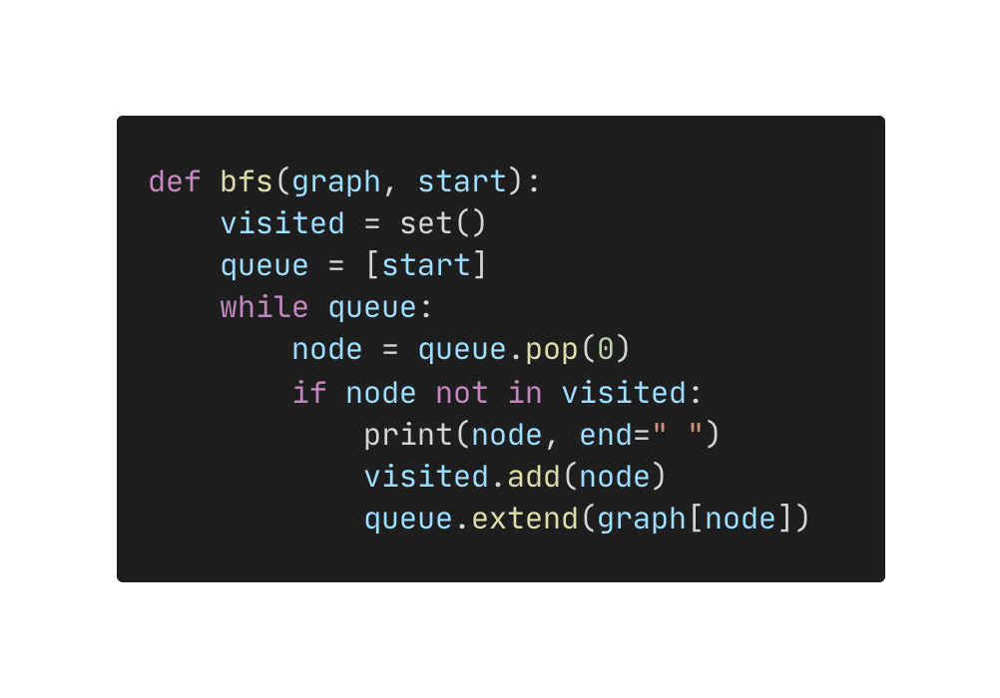 def bfs(graph, start):
    visited = set()
    queue = [start]
    while queue:
        node = queue.pop(0)
        if node not in visited:
            print(node, end=" ")
            visited.add(node)
            queue.extend(graph[node])